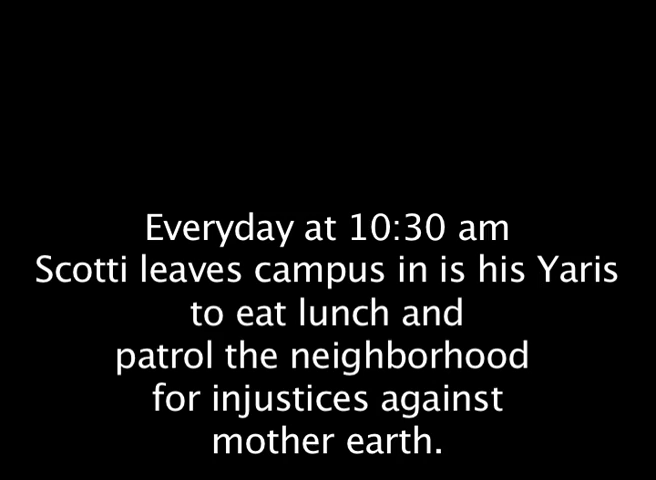 Everyday at 10:30 am
Scotti leaves campus in is his Yaris
to eat lunch and
patrol the neighborhood
for injustices against
mother earth.